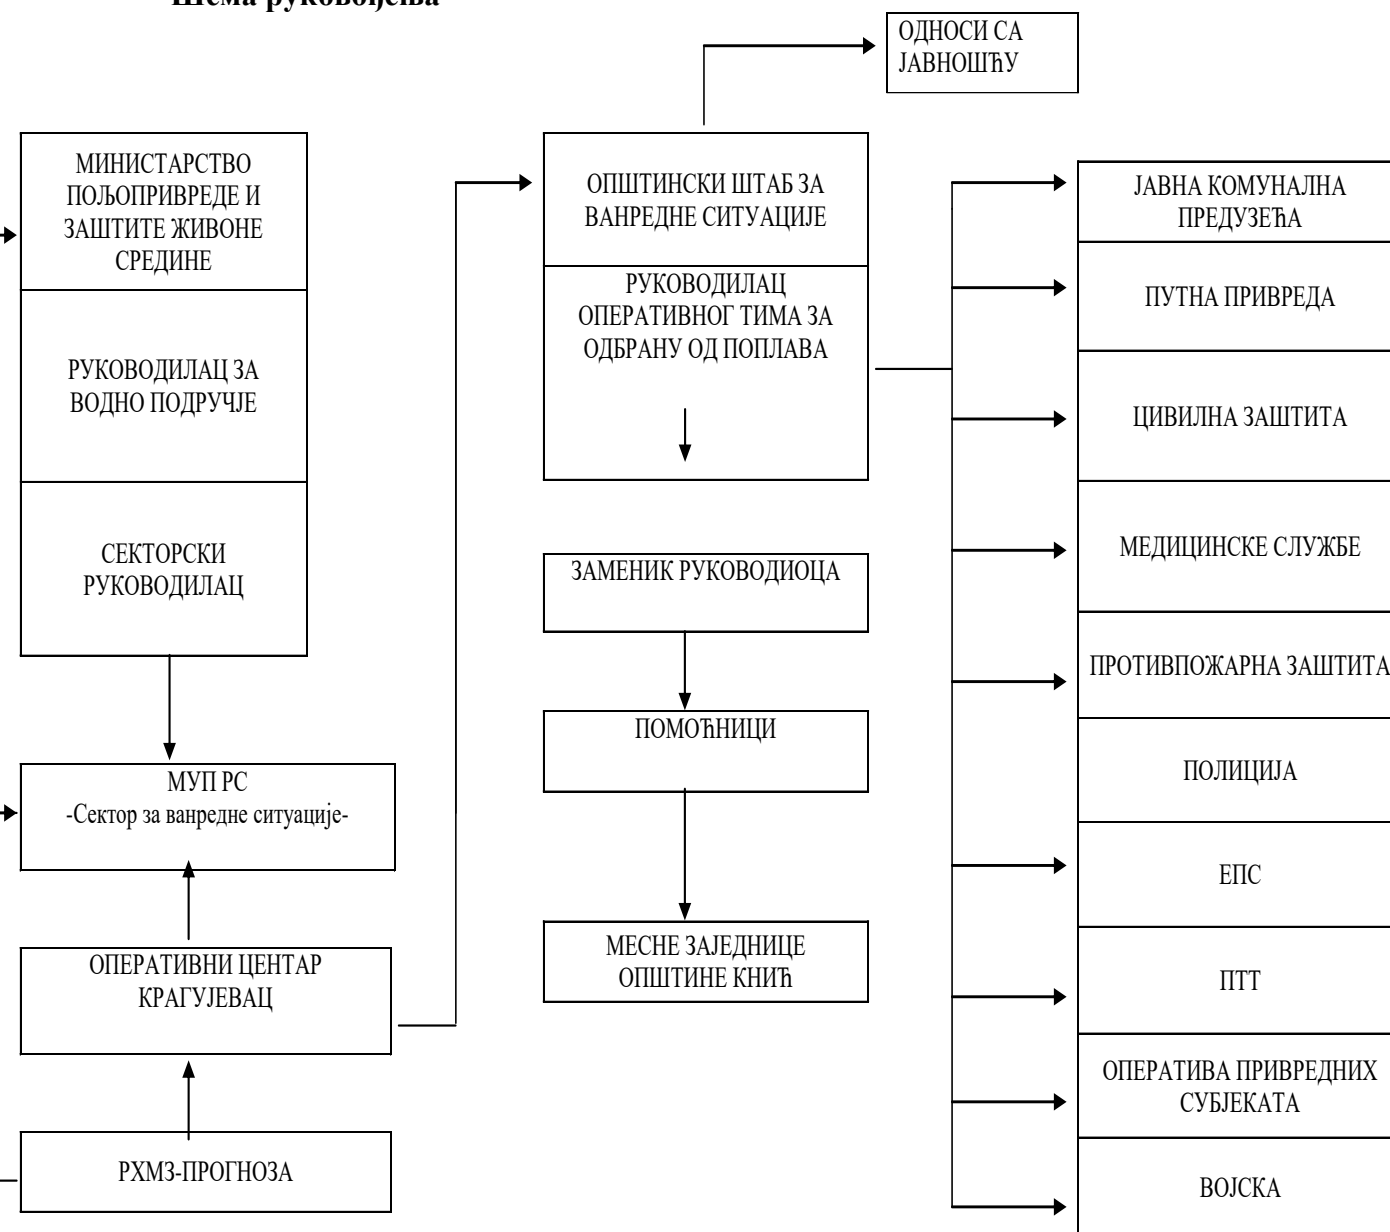 Шема руковођења
ОДНОСИ СА
ЈАВНОШЋУ
МИНИСТАРСТВО
ПОЉОПРИВРЕДЕ И
ЗАШТИТЕ ЖИВОНЕ
СРЕДИНЕ
РУКОВОДИЛАЦ ЗА
ВОДНО ПОДРУЧЈЕ
СЕКТОРСКИ
РУКОВОДИЛАЦ
МУП РС
-Сектор за ванредне ситуације-
ОПЕРАТИВНИ ЦЕНТАР
КРАГУЈЕВАЦ
РХМЗ-ПРОГНОЗА
ОПШТИНСКИ ШТАБ ЗА
ВАНРЕДНЕ СИТУАЦИЈЕ
РУКОВОДИЛАЦ
ОПЕРАТИВНОГ ТИМА ЗА
ОДБРАНУ ОД ПОПЛАВА
ЗАМЕНИК РУКОВОДИОЦА
ПОМОЋНИЦИ
МЕСНЕ ЗАЈЕДНИЦЕ
ОПШТИНЕ КНИЋ
ЈАВНА КОМУНАЛНА
ПРЕДУЗЕЋА
ПУТНА ПРИВРЕДА
ЦИВИЛНА ЗАШТИТА
МЕДИЦИНСКЕ СЛУЖБЕ
ПРОТИВПОЖАРНА ЗАШТИТА
ПОЛИЦИЈА
ЕПС
ПТТ
ОПЕРАТИВА ПРИВРЕДНИХ
СУБЈЕКАТА
ВОЈСКА